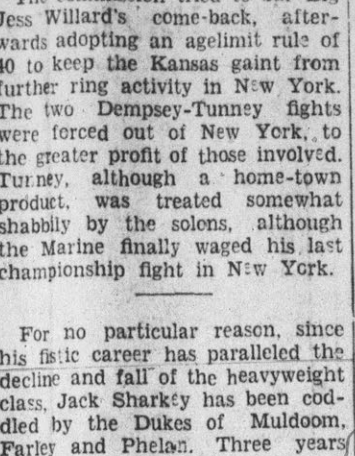 Jess Willard's come-back, after-
wards adopting an agelimit rule of
40 to keep the Kansas gaint from
further ring activity in New York.
The two Dempsey-Tunney fights
were forced out of New York, to
the greater profit of those involved.
Tunney, although a home-town
product, was treated somewhat
shabbily by the solons, although
the Marine finally waged his last
championship fight in New York.
For no particular reason, since
his fistic career has paralleled the
decline and fall of the heavyweight
class, Jack Sharkey has been cod-
dled by the Dukes of Muldoom,
Farley and Phelan. Three years